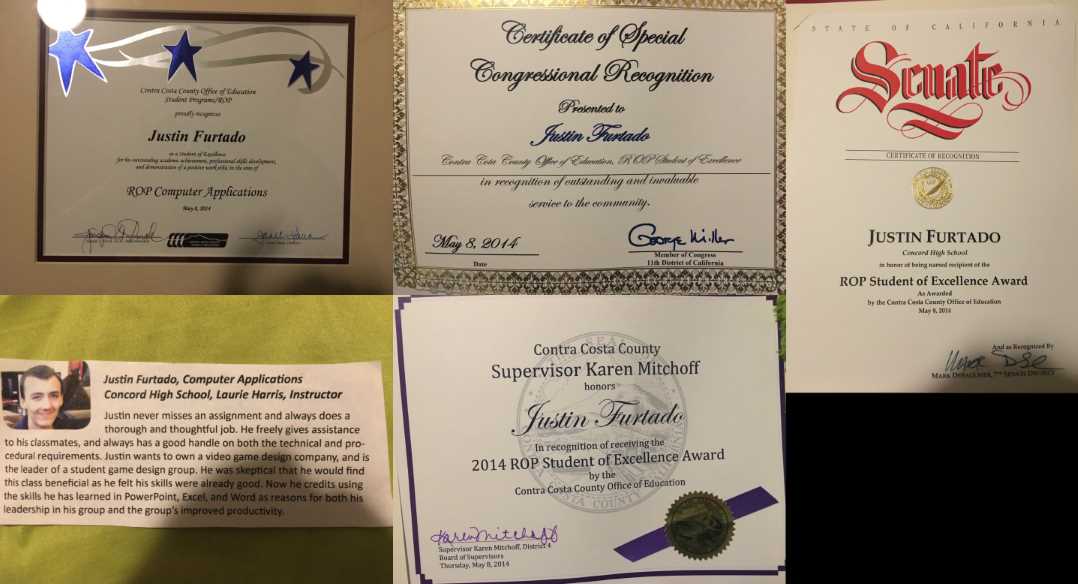 Contra Costa County Office of Education
Student Programs/ROP
proudly recognizes
Justin Furtado
as a Student of Excellence
for his outstanding academic achievement, professional skills development,
and demonstration of a positive work ethic in the area of
ROP Computer Applications
May 8, 2014
Certificate of Special
Congressional Recognition
Presented to
Justin Furtado
Contra Cota County Office of Education, ROP Student of Excellence
in recognition of outstanding and invaluable
service to the community.
May 8, 2014
Date
George Miller
Member of Congress
11th District of California
STATE OF CALIFORNIA
Senate
CERTIFICATE OF RECOGNITION
JUSTIN FURTADO
Concord High School
in honor of being named recipient of the
ROP Student of Excellence Award
As Awarded
by the Contra Costa County Office of Education
May 8, 2014
And as Recognized By
MARK DESAULNIER, 7TH SENATE DISTRICT
Justin Furtado, Computer Applications
Concord High School, Laurie Harris, Instructor
Justin never misses an assignment and always does a
thorough and thoughtful job. He freely gives assistance
to his classmates, and always has a good handle on both the technical and pro-
cedural requirements. Justin wants to own a video game design company, and is
the leader of a student game design group. He was skeptical that he would find
this class beneficial as he felt his skills were already good. Now he credits using
the skills he has learned in PowerPoint, Excel, and Word as reasons for both his
leadership in his group and the group's improved productivity.
Contra Costa County
Supervisor Karen Mitchoff
honors
Justin Furtado
In recognition of receiving the
2014 ROP Student of Excellence Award
by the
Contra Costa County Office of Education
Karen Mitchoff
Supervisor Karen Mitchoff, District 4
Board of Supervisors
Thursday, May 8, 2014
SEAL
COSTA COUNTY